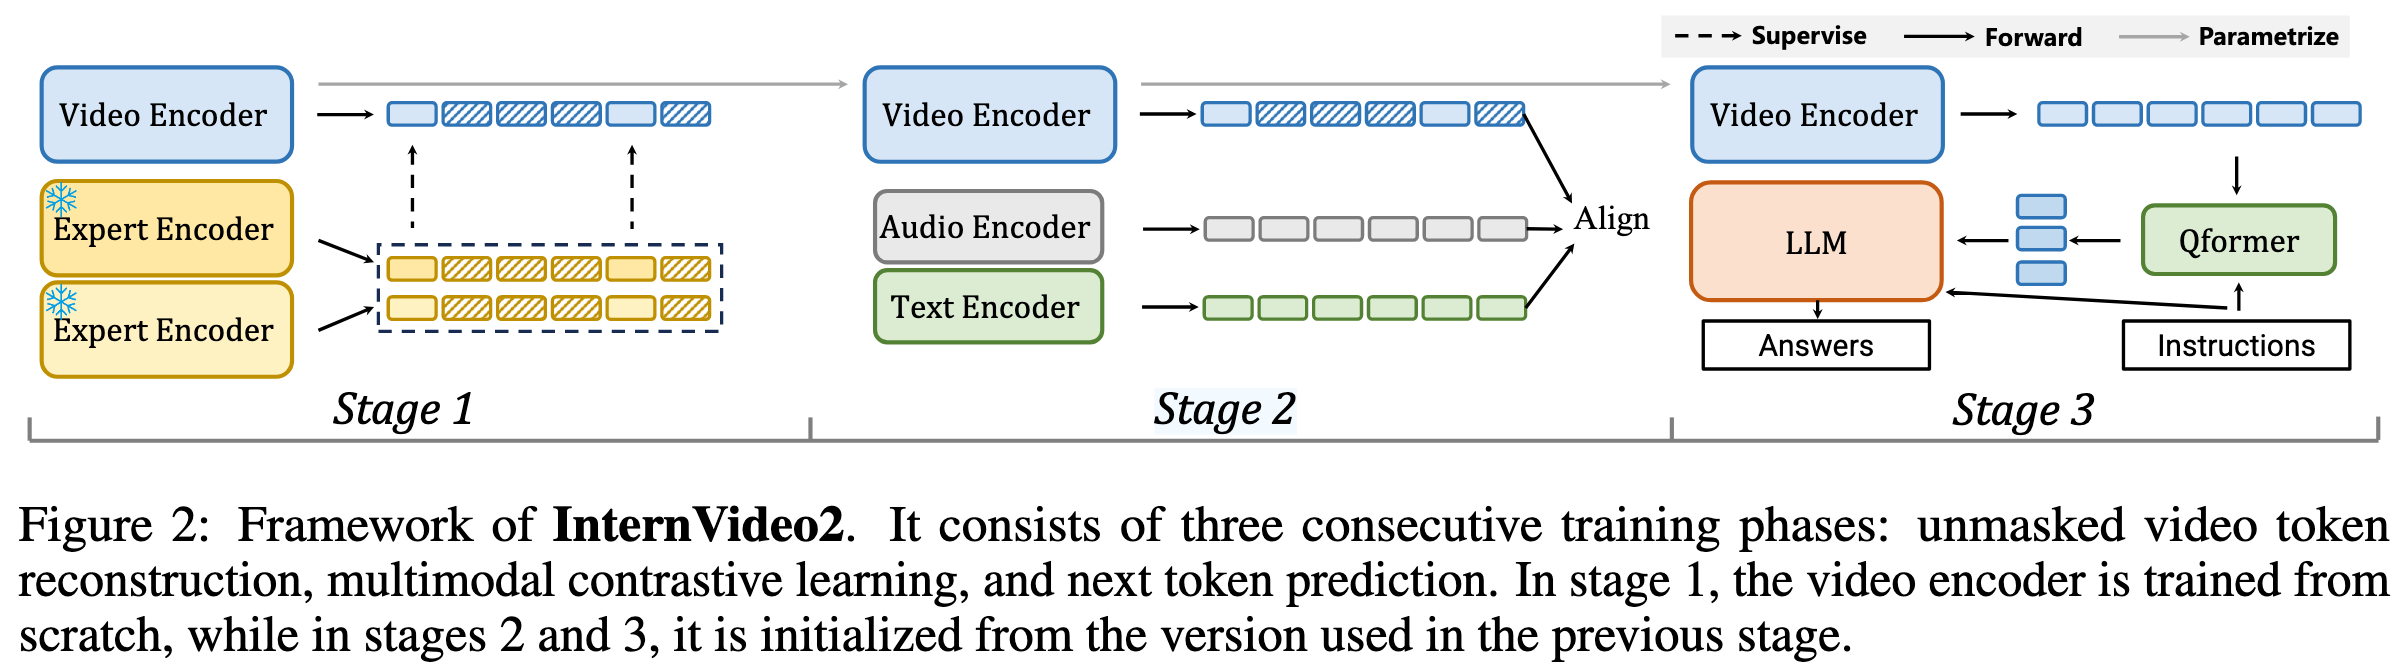 Supervise Forward Parametrize
Video Encoder
Expert Encoder
Expert Encoder
Stage 1
Video Encoder
Audio Encoder
Text Encoder
Align
Stage 2
Video Encoder
LLM
Qformer
Answers
Instructions
Stage 3
Figure 2: Framework of InternVideo2. It consists of three consecutive training phases: unmasked video token
reconstruction, multimodal contrastive learning, and next token prediction. In stage 1, the video encoder is trained from
scratch, while in stages 2 and 3, it is initialized from the version used in the previous stage.